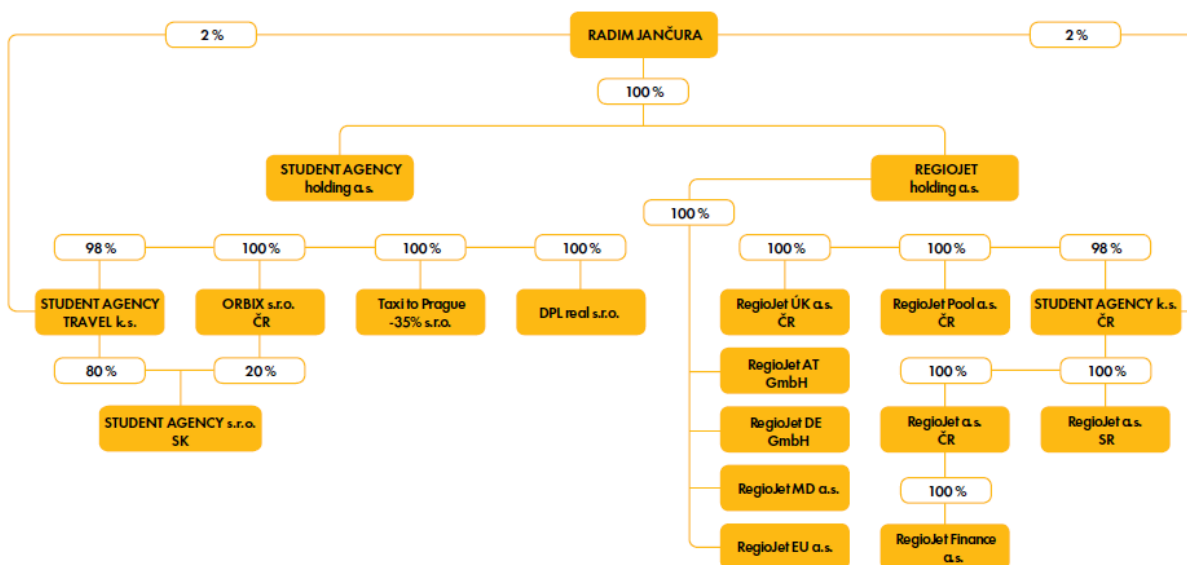 2 %
RADIM JANČURA
2 %
100 %
STUDENT AGENCY
holding a.s.
REGIOJET
holding a.s.
100 %
98 %
100 %
100 %
100 %
100 %
100 %
98 %
STUDENT AGENCY
TRAVEL k.s.
ORBIX s.r.o.
ČR
Taxi to Prague
-35% s.r.o.
DPL real s.r.o.
RegioJet ÚK a.s.
ČR
RegioJet Pool a.s.
ČR
STUDENT AGENCY k.s.
ČR
80 %
20 %
RegioJet AT
GmbH
100 %
100 %
STUDENT AGENCY s.r.o.
SK
RegioJet DE
GmbH
RegioJet a.s.
ČR
RegioJet a.s.
SR
RegioJet MD a.s.
100 %
RegioJet EU a.s.
RegioJet Finance
a.s.